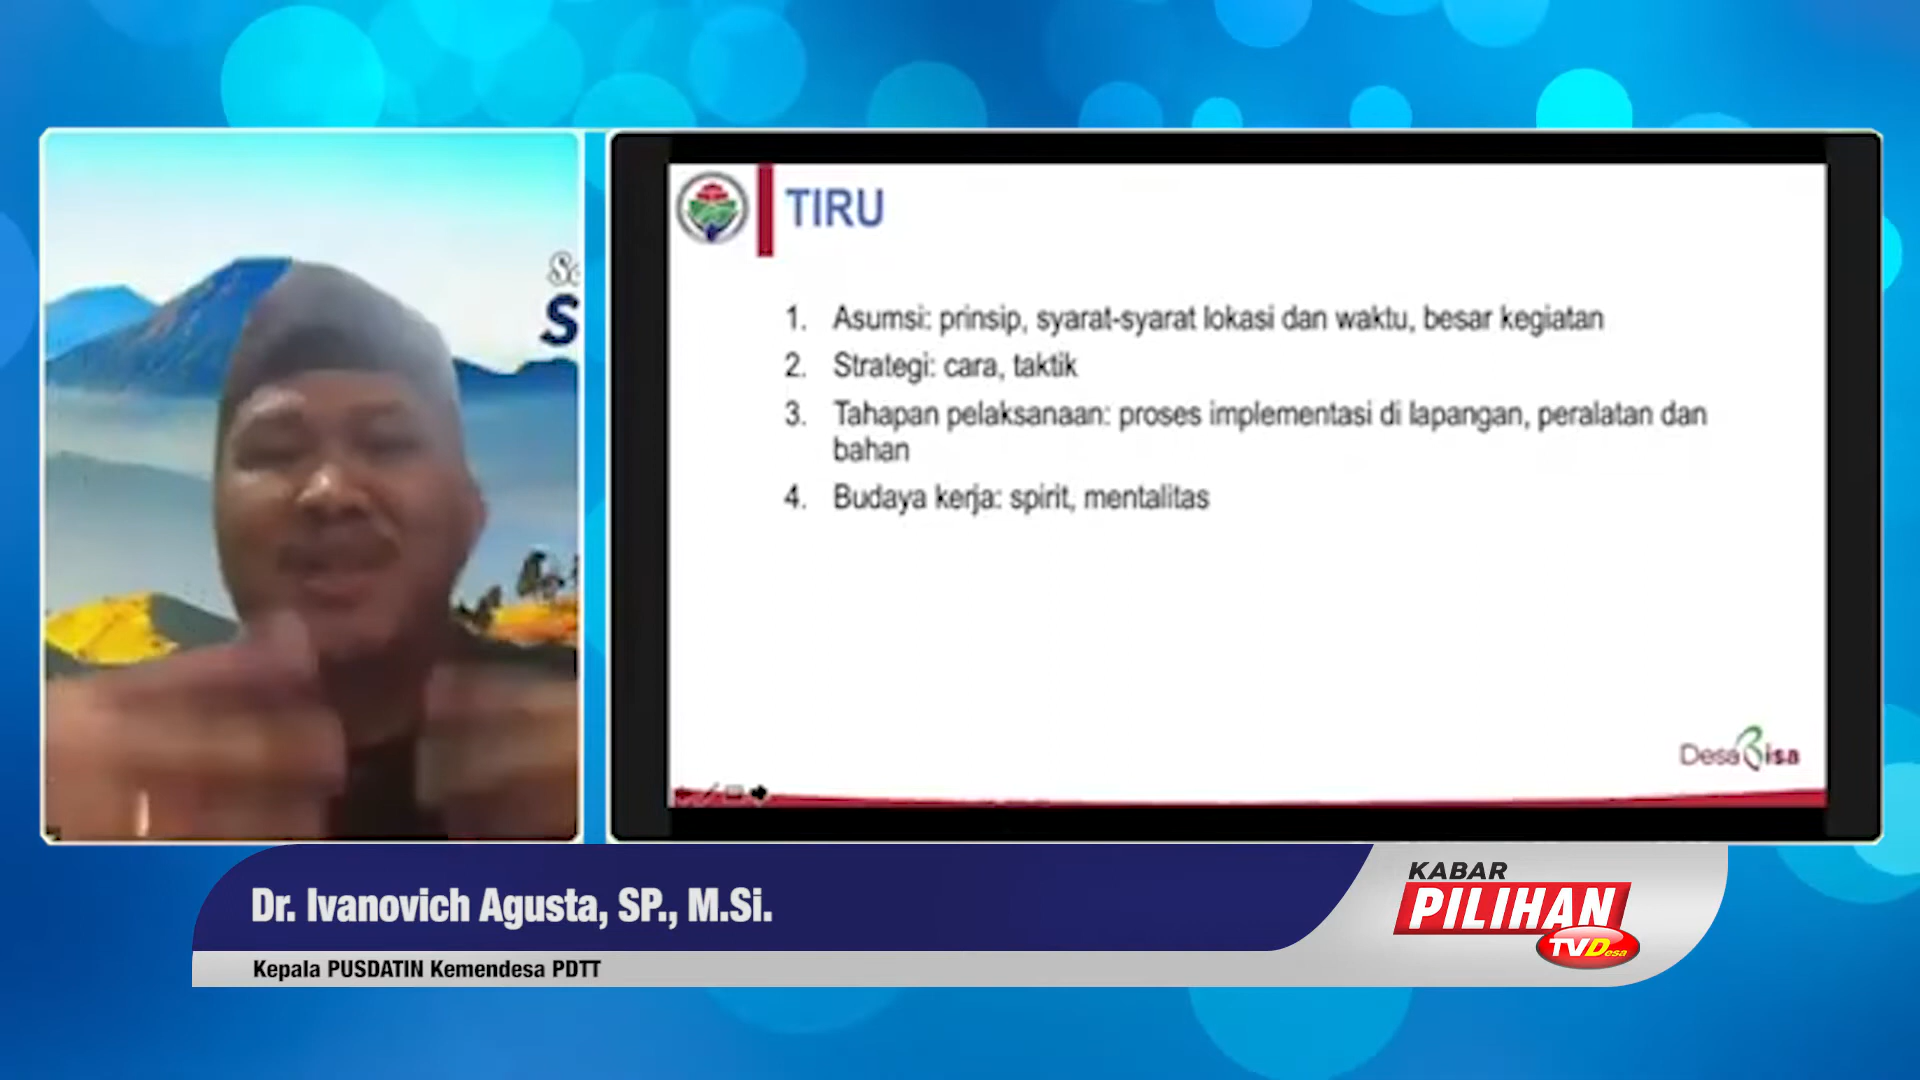 TIRU
1. Asumsi: prinsip, syarat-syarat lokasi dan waktu, besar kegiatan
2. Strategi: cara, taktik
3. Tahapan pelaksanaan: proses implementasi di lapangan, peralatan dan
bahan
4. Budaya kerja: spirit, mentalitas
DesaBisa
Dr. Ivanovich Agusta, SP., M.Si.
Kepala PUSDATIN Kemendesa PDTT
KABAR
PILIHAN
TVDesa